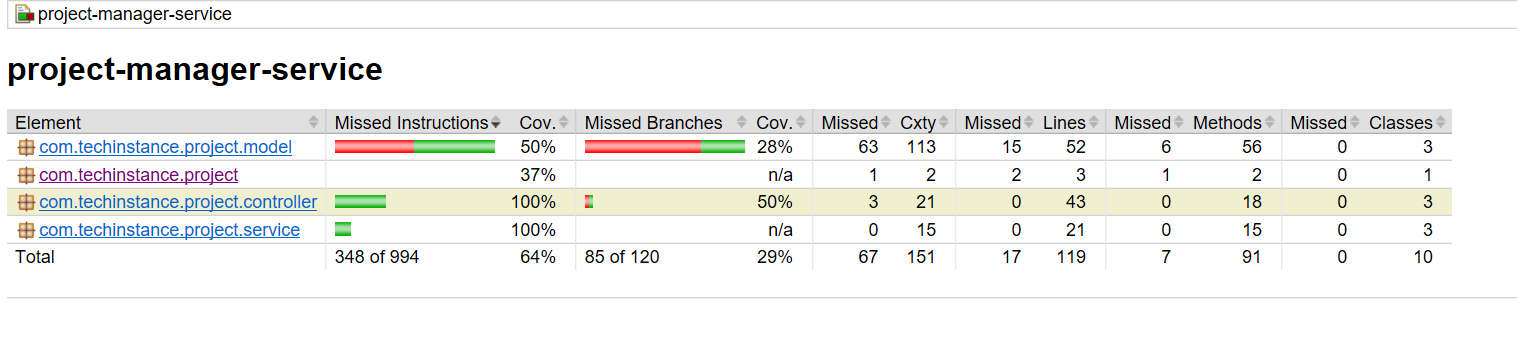 project-manager-service
project-manager-service
Element Missed Instructions Cov. Missed Branches Cov. Missed Cxty Missed Lines Missed Methods Missed Classes
com.techinstance.project.model 50% 28% 63 113 15 52 6 56 0 3
com.techinstance.project 37% n/a 1 2 2 3 1 2 0 1
com.techinstance.project.controller 100% 50% 3 21 0 43 0 18 0 3
com.techinstance.project.service 100% n/a 0 15 0 21 0 15 0 3
Total 348 of 994 64% 85 of 120 29% 67 151 17 119 7 91 0 10